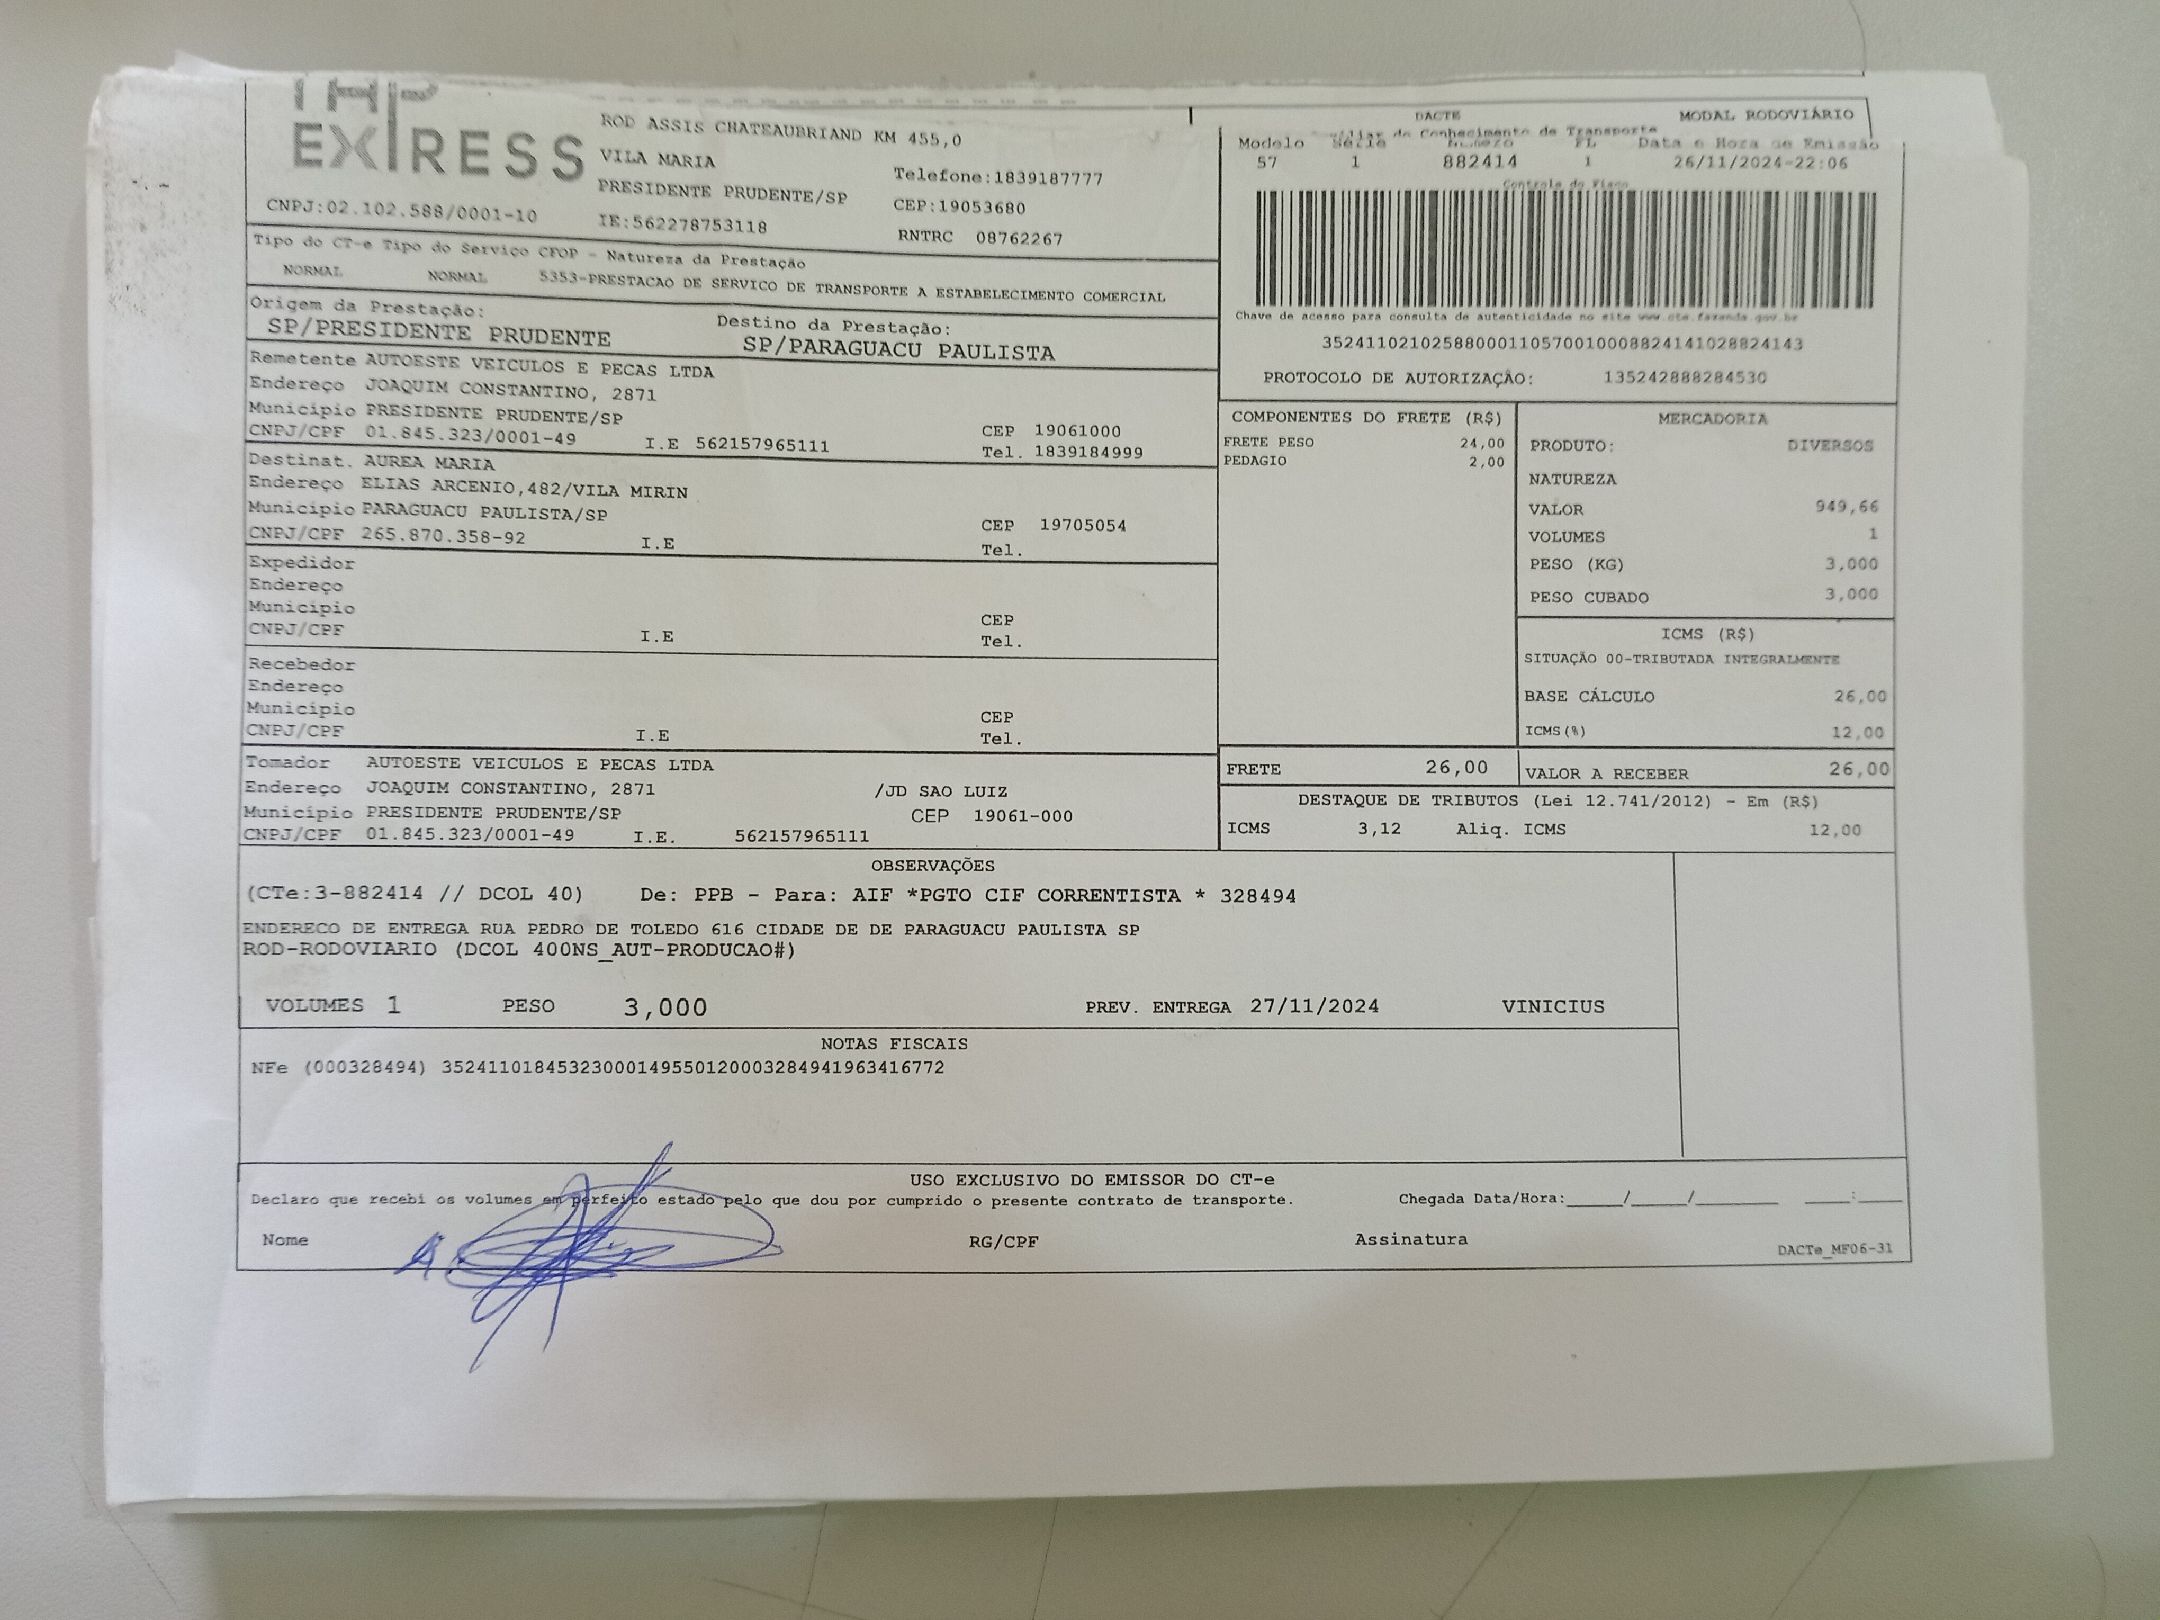 EXPRESS
ROD ASSIS CHATEAUBRIAND KM 455,0
VILA MARIA
Telefone:1839187777
PRESIDENTE PRUDENTE/SP
CEP:19053680
CNPJ:02.102.588/0001-10
IE:562278753118
RNTRC 08762267
DACTE
MODAL RODOVIÁRIO
de Conhecimento de Transporte
Modelo Série FL Data e Hora de Emissão
57 1 882414 1 26/11/2024-22:06
Controle do Fisco
Chave de acesso para consulta de autenticidade no site www.cte.fazenda.gov.br
35241102102588000110570010008824141028824143
PROTOCOLO DE AUTORIZAÇÃO: 135242888284530
Tipo do CT-e Tipo do Serviço CFOP - Natureza da Prestação
NORMAL NORMAL 5353-PRESTACAO DE SERVICO DE TRANSPORTE A ESTABELECIMENTO COMERCIAL
Origem da Prestação:
SP/PRESIDENTE PRUDENTE
Destino da Prestação:
SP/PARAGUACU PAULISTA
Remetente AUTOESTE VEICULOS E PECAS LTDA
Endereço JOAQUIM CONSTANTINO, 2871
Município PRESIDENTE PRUDENTE/SP
CEP 19061000
CNPJ/CPF 01.845.323/0001-49 I.E 562157965111 Tel. 1839184999
Destinat. AUREA MARIA
Endereço ELIAS ARCENIO,482/VILA MIRIN
Município PARAGUACU PAULISTA/SP
CEP 19705054
CNPJ/CPF 265.870.358-92 I.E Tel.
Expedidor
Endereço
Município
CEP
CNPJ/CPF I.E Tel.
Recebedor
Endereço
Município
CEP
CNPJ/CPF I.E Tel.
Tomador AUTOESTE VEICULOS E PECAS LTDA
Endereço JOAQUIM CONSTANTINO, 2871 /JD SAO LUIZ
Município PRESIDENTE PRUDENTE/SP CEP 19061-000
CNPJ/CPF 01.845.323/0001-49 I.E. 562157965111
COMPONENTES DO FRETE (R$)
FRETE PESO 24,00
PEDAGIO 2,00
MERCADORIA
PRODUTO: DIVERSOS
NATUREZA
VALOR 949,66
VOLUMES 1
PESO (KG) 3,000
PESO CUBADO 3,000
ICMS (R$)
SITUAÇÃO 00-TRIBUTADA INTEGRALMENTE
BASE CÁLCULO 26,00
ICMS(%) 12,00
FRETE 26,00
VALOR A RECEBER 26,00
DESTAQUE DE TRIBUTOS (Lei 12.741/2012) - Em (R$)
ICMS 3,12 Aliq. ICMS 12,00
OBSERVAÇÕES
(CTe:3-882414 // DCOL 40) De: PPB - Para: AIF *PGTO CIF CORRENTISTA * 328494
ENDERECO DE ENTREGA RUA PEDRO DE TOLEDO 616 CIDADE DE DE PARAGUACU PAULISTA SP
ROD-RODOVIARIO (DCOL 400NS_AUT-PRODUCAO#)
VOLUMES 1 PESO 3,000 PREV. ENTREGA 27/11/2024 VINICIUS
NOTAS FISCAIS
NFe (000328494) 35241101845323000149550120003284941963416772
USO EXCLUSIVO DO EMISSOR DO CT-e
Declaro que recebi os volumes em perfeito estado pelo que dou por cumprido o presente contrato de transporte. Chegada Data/Hora:_____/_____/________ ____:____
Nome RG/CPF Assinatura
DACTe_MF06-31